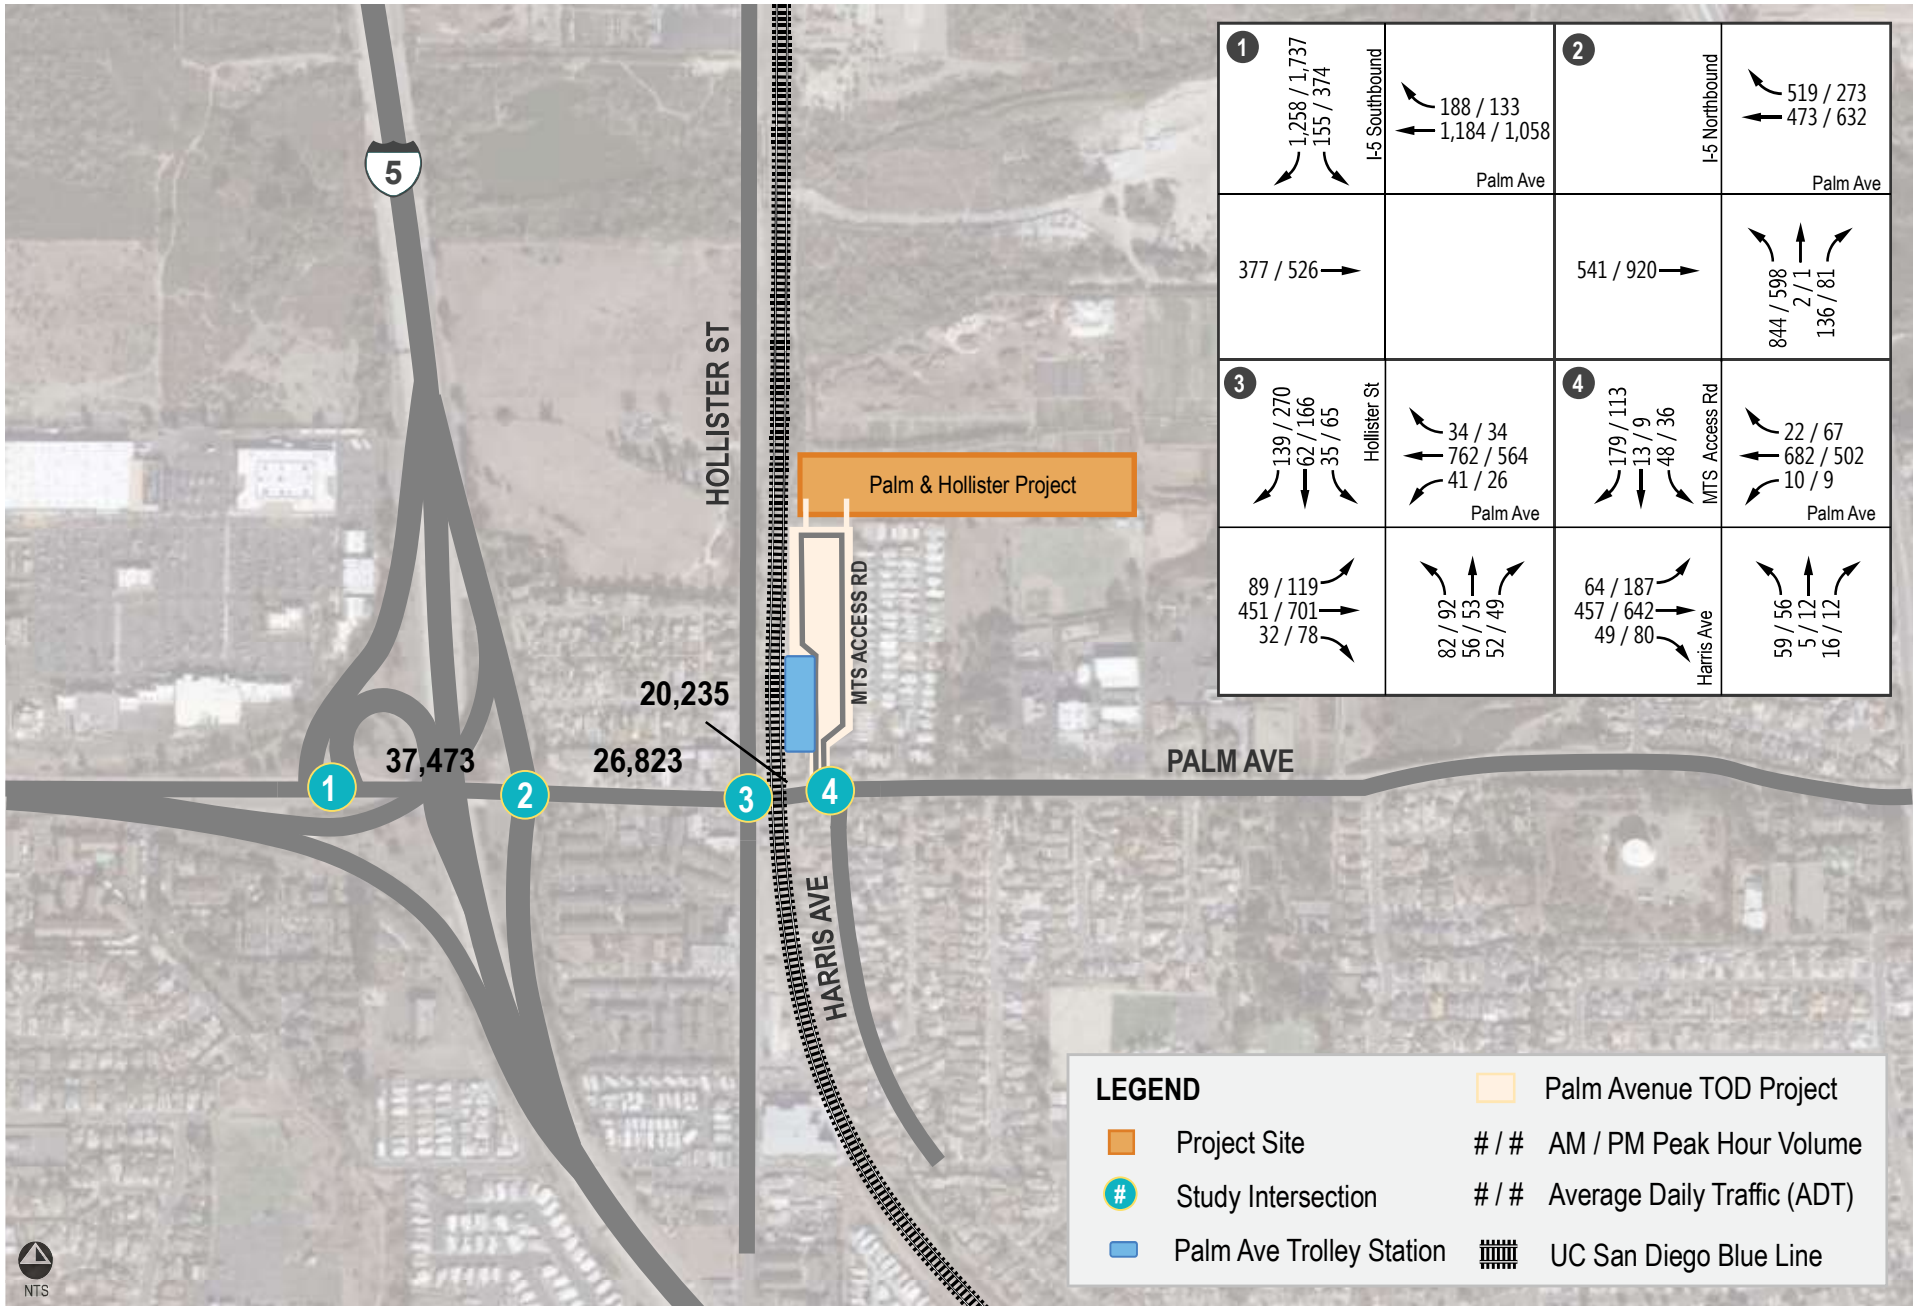 5
HOLLISTER ST
Palm & Hollister Project
MTS ACCESS RD
20,235
37,473
26,823
PALM AVE
1
2
3
4
HARRIS AVE
NTS
1
1,258 / 1,737
155 / 374
I-5 Southbound
188 / 133
1,184 / 1,058
Palm Ave
377 / 526
2
I-5 Northbound
519 / 273
473 / 632
Palm Ave
541 / 920
844 / 598
2 / 1
136 / 81
3
139 / 270
62 / 166
35 / 65
Hollister St
34 / 34
762 / 564
41 / 26
Palm Ave
89 / 119
451 / 701
32 / 78
82 / 92
56 / 53
52 / 49
4
179 / 113
13 / 9
48 / 36
MTS Access Rd
22 / 67
682 / 502
10 / 9
Palm Ave
64 / 187
457 / 642
49 / 80
Harris Ave
59 / 56
5 / 12
16 / 12
LEGEND
Project Site
# Study Intersection
Palm Ave Trolley Station
Palm Avenue TOD Project
# / # AM / PM Peak Hour Volume
# / # Average Daily Traffic (ADT)
UC San Diego Blue Line